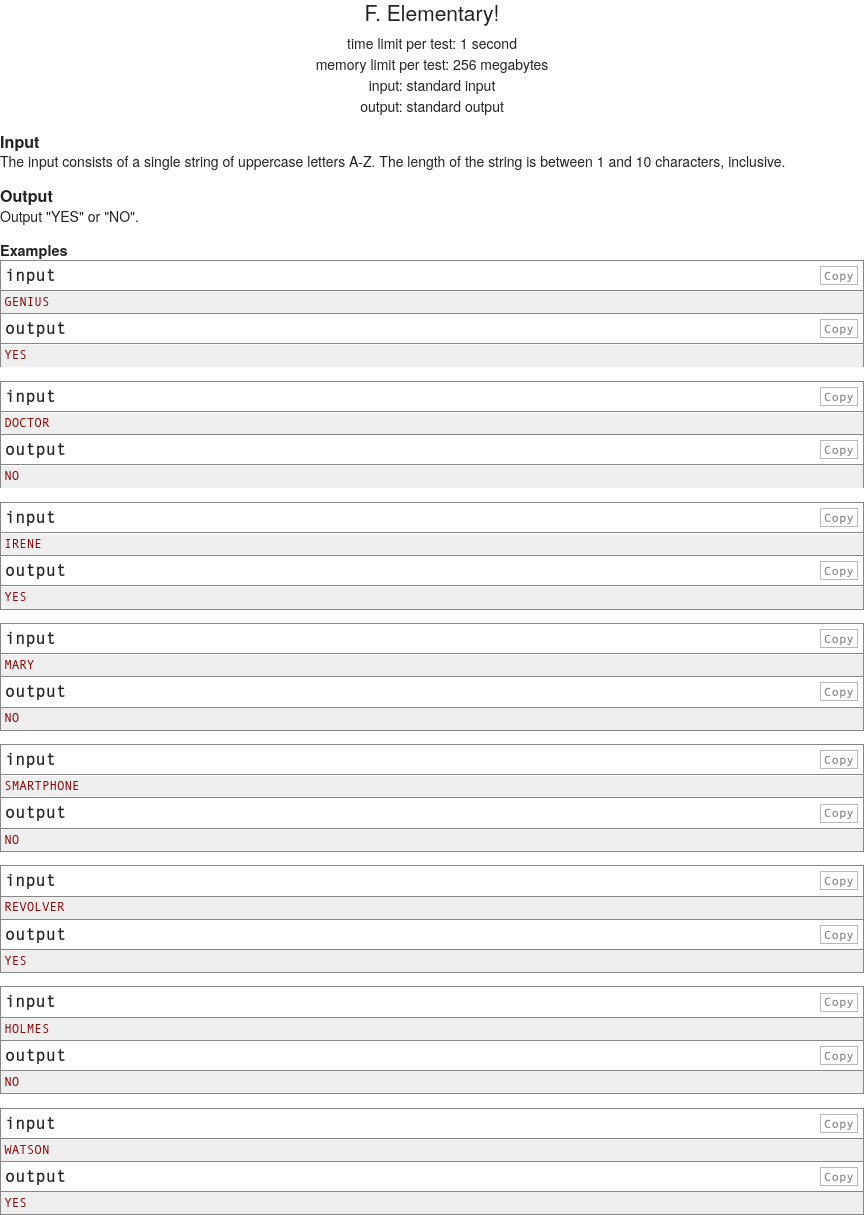 F. Elementary!
time limit per test: 1 second
memory limit per test: 256 megabytes
input: standard input
output: standard output
Input
The input consists of a single string of uppercase letters A-Z. The length of the string is between 1 and 10 characters, inclusive.
Output
Output "YES" or "NO".
Examples
input Copy
GENIUS
output Copy
YES
input Copy
DOCTOR
output Copy
NO
input Copy
IRENE
output Copy
YES
input Copy
MARY
output Copy
NO
input Copy
SMARTPHONE
output Copy
NO
input Copy
REVOLVER
output Copy
YES
input Copy
HOLMES
output Copy
NO
input Copy
WATSON
output Copy
YES